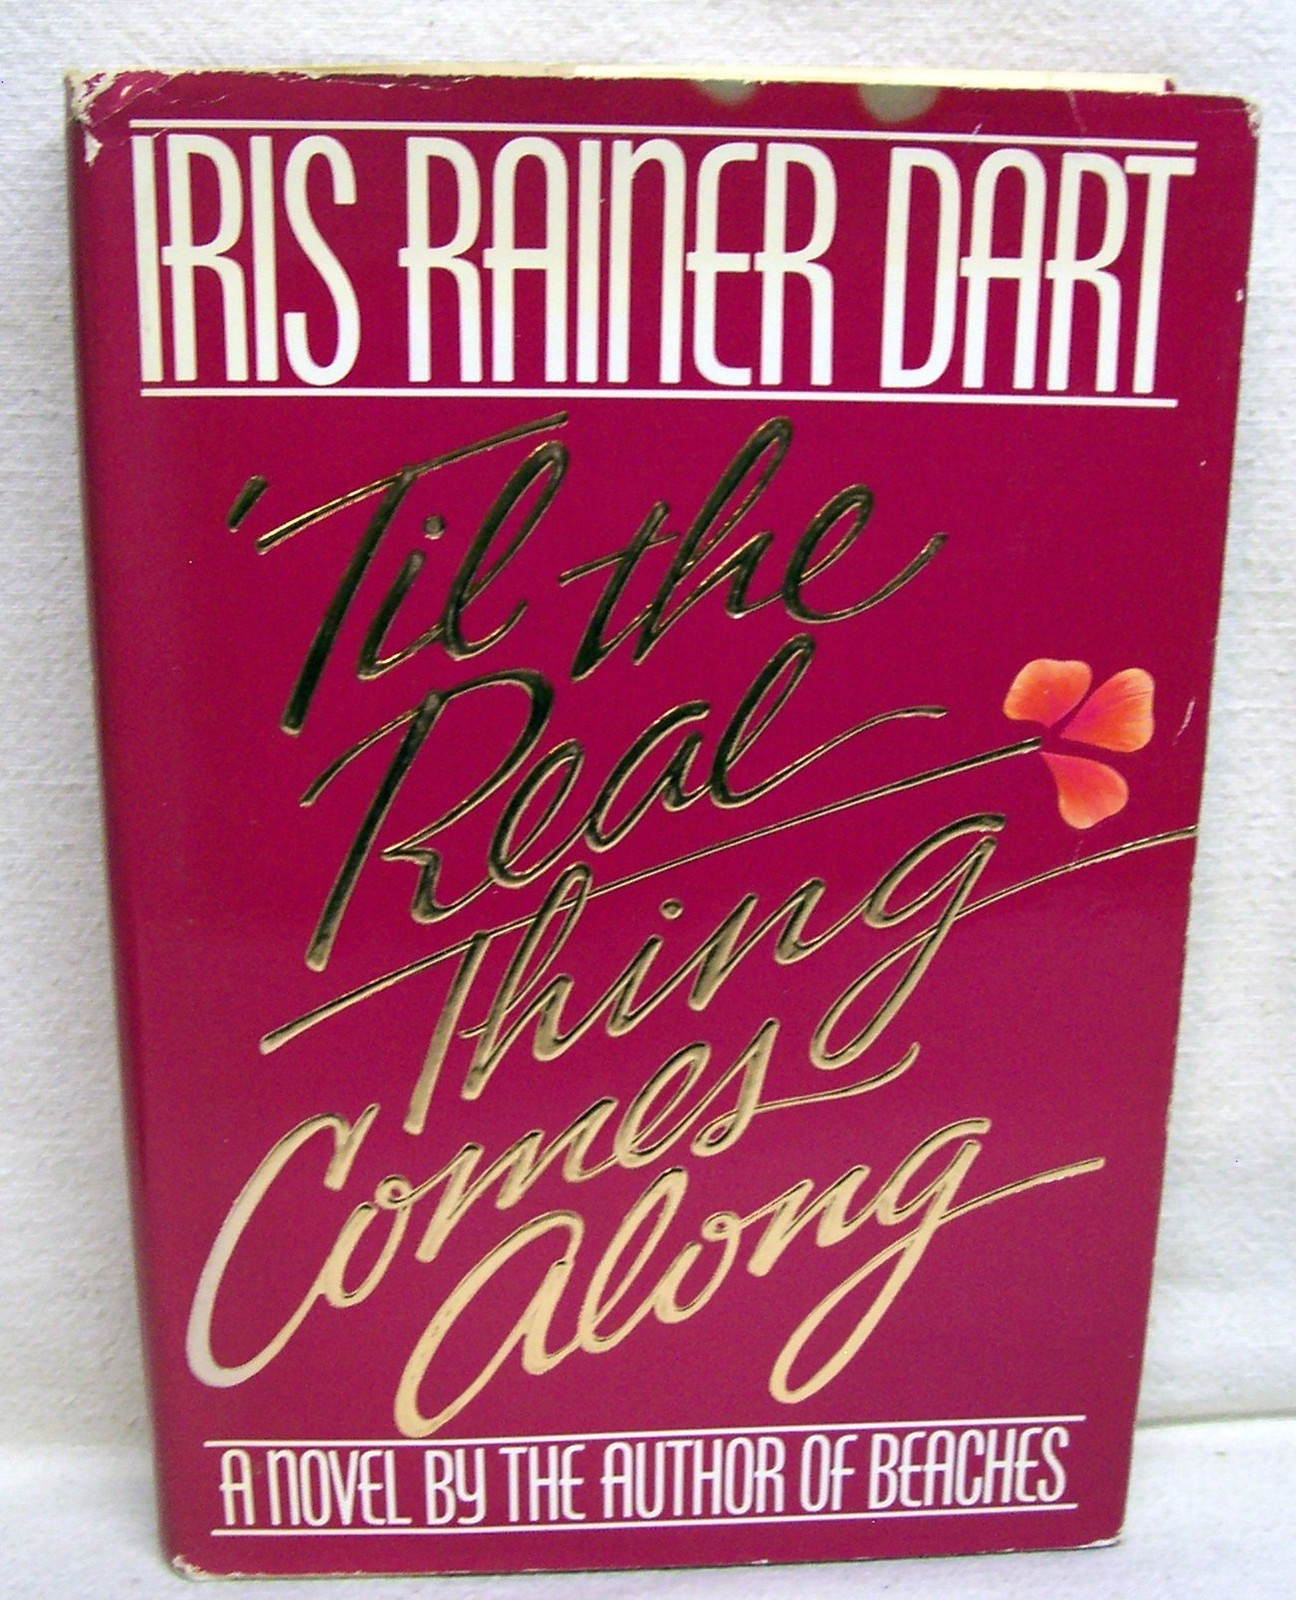 IRIS RAINER DART
'Til the
Real
Thing
Comes
Along
A NOVEL BY THE AUTHOR OF BEACHES